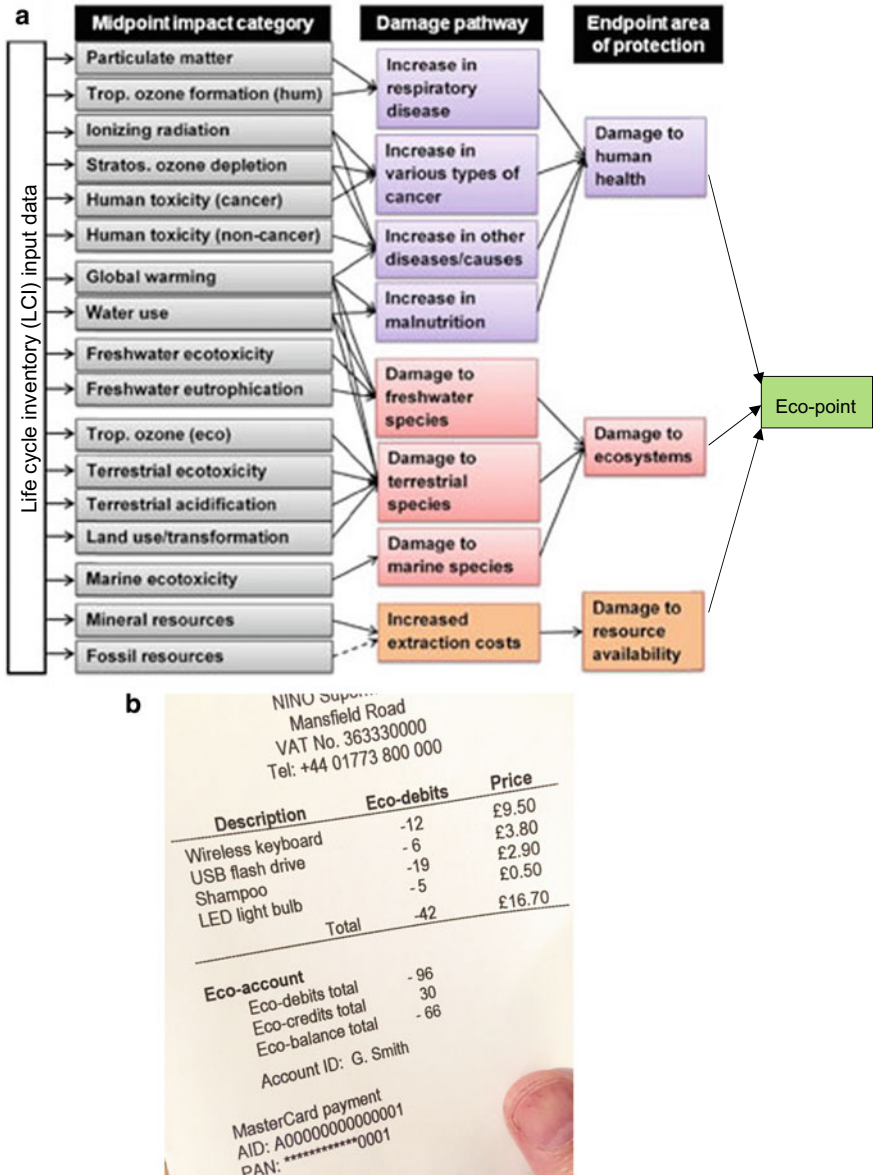 a
Midpoint impact category
Damage pathway
Endpoint area
of protection
Life cycle inventory (LCI) input data
Particulate matter
Trop. ozone formation (hum)
Ionizing radiation
Stratos. ozone depletion
Human toxicity (cancer)
Human toxicity (non-cancer)
Global warming
Water use
Freshwater ecotoxicity
Freshwater eutrophication
Trop. ozone (eco)
Terrestrial ecotoxicity
Terrestrial acidification
Land use/transformation
Marine ecotoxicity
Mineral resources
Fossil resources
Increase in
respiratory
disease
Increase in
various types of
cancer
Increase in other
diseases/causes
Increase in
malnutrition
Damage to
freshwater
species
Damage to
terrestrial
species
Damage to
marine species
Increased
extraction costs
Damage to
human
health
Damage to
ecosystems
Damage to
resource
availability
Eco-point
b
NINO
Mansfield Road
VAT No. 363330000
Tel: +44 01773 800 000
Description Eco-debits Price
Wireless keyboard -12 £9.50
USB flash drive - 6 £3.80
Shampoo -19 £2.90
LED light bulb - 5 £0.50
Total -42 £16.70
Eco-account
Eco-debits total - 96
Eco-credits total 30
Eco-balance total - 66
Account ID: G. Smith
MasterCard payment
AID: A00000000000001
PAN: ************0001